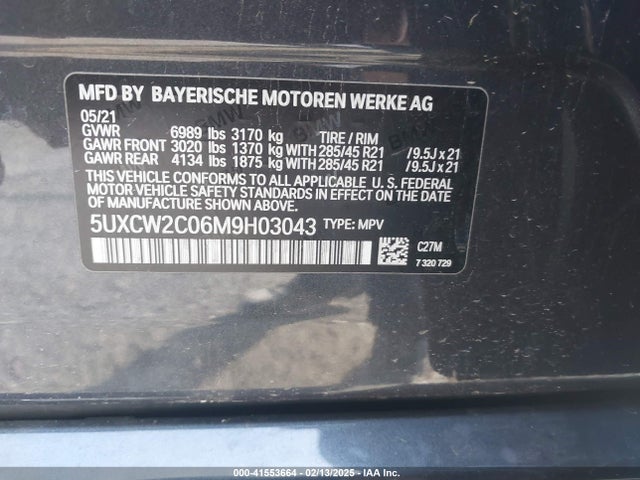 MFD BY BAYERISCHE MOTOREN WERKE AG
05/21
GVWR 6989 lbs 3170 kg TIRE / RIM
GAWR FRONT 3020 lbs 1370 kg WITH 285/45 R21 /9.5J x 21
GAWR REAR 4134 lbs 1875 kg WITH 285/45 R21 /9.5J x 21
THIS VEHICLE CONFORMS TO ALL APPLICABLE U. S. FEDERAL
MOTOR VEHICLE SAFETY STANDARDS IN EFFECT ON THE DATE
OF MANUFACTURE SHOWN ABOVE.
5UXCW2C06M9H03043 TYPE: MPV
C27M
7 320 729
000-41553664 - 02/13/2025 - IAA Inc.